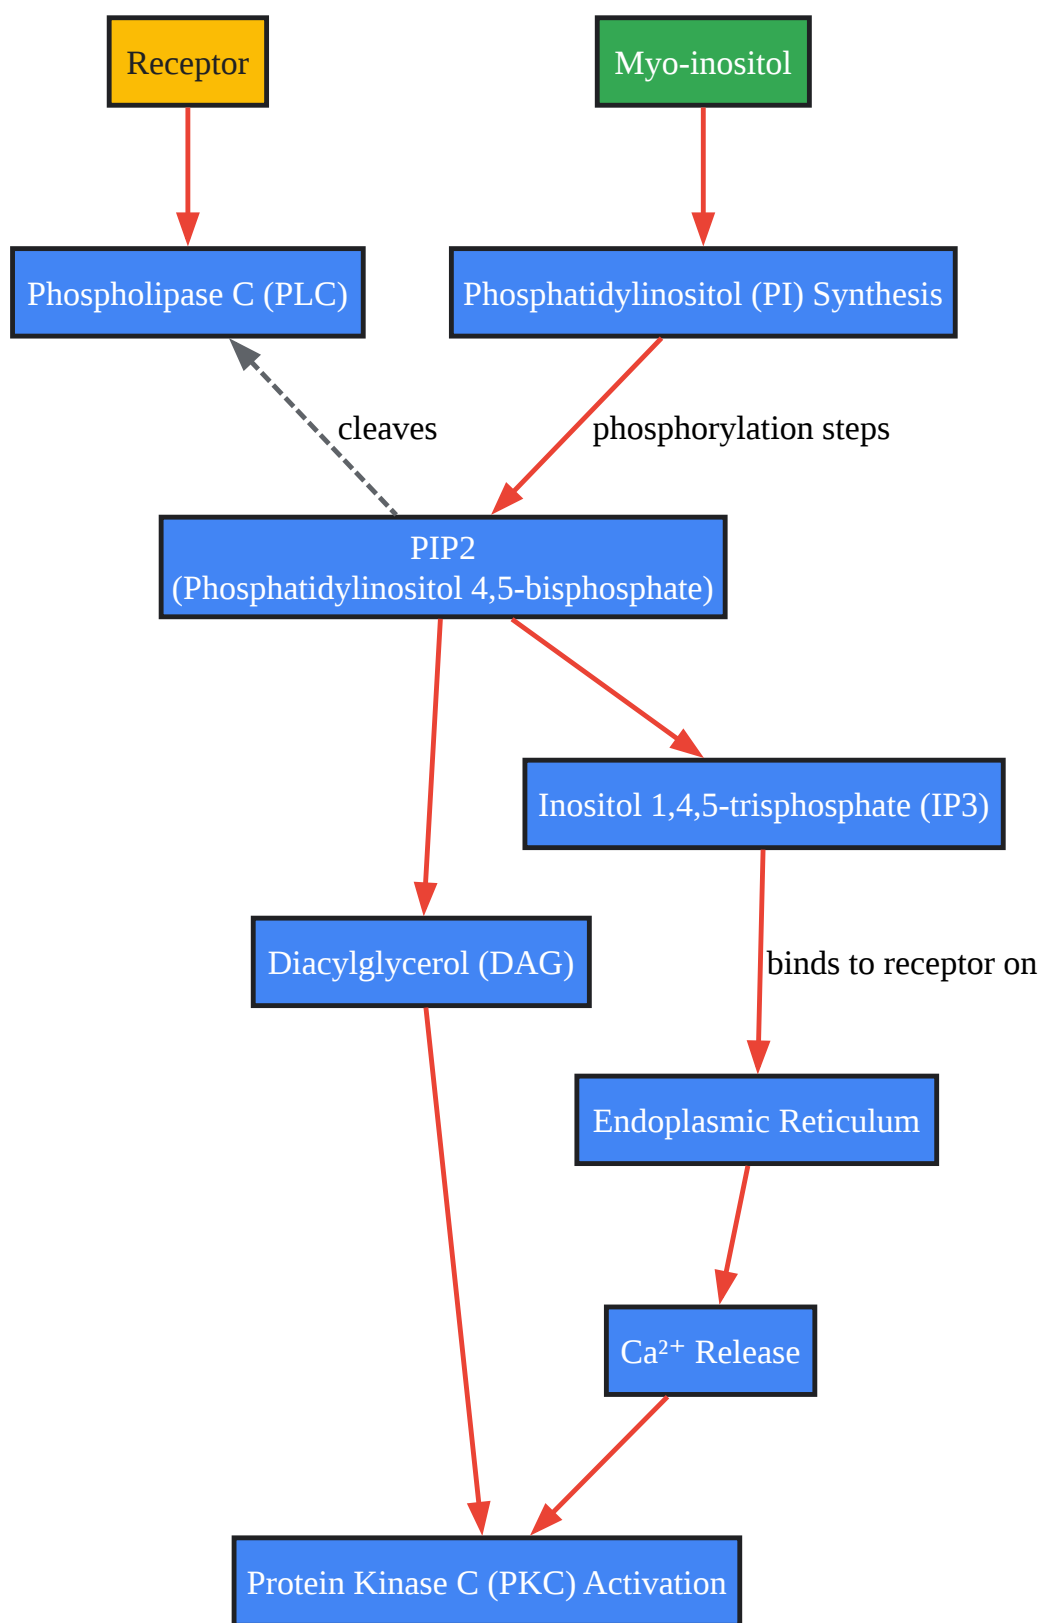 Receptor
Myo-inositol
Phospholipase C (PLC)
Phosphatidylinositol (PI) Synthesis
cleaves
phosphorylation steps
PIP2
(Phosphatidylinositol 4,5-bisphosphate)
Inositol 1,4,5-trisphosphate (IP3)
Diacylglycerol (DAG)
binds to receptor on
Endoplasmic Reticulum
Ca²⁺ Release
Protein Kinase C (PKC) Activation